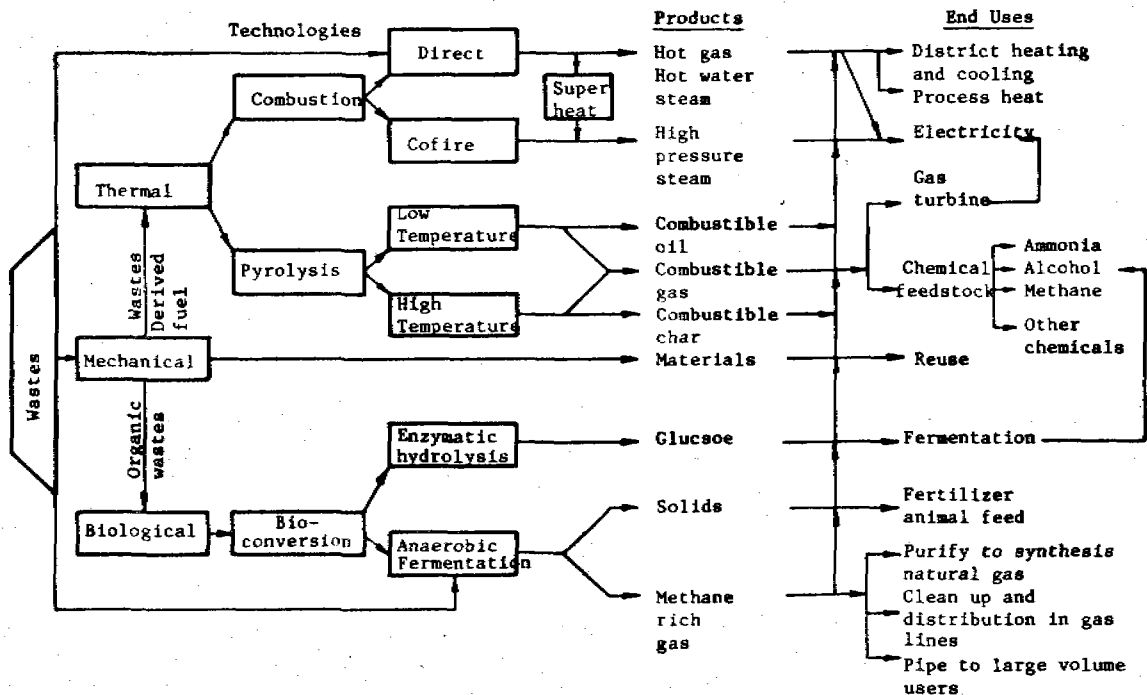 Products
End Uses
Technologies
Direct
Hot gas
Hot water
steam
District heating
and cooling
Process heat
Combustion
Super
heat
Cofire
High
pressure
steam
Electricity
Thermal
Gas
turbine
Low
Temperature
Combustible
oil
Pyrolysis
Combustible
gas
Chemical
feedstock
Ammonia
Alcohol
Methane
Other
chemicals
High
Temperature
Combustible
char
Wastes
Derived
fuel
Wastes
Mechanical
Materials
Reuse
Organic
wastes
Enzymatic
hydrolysis
Glucsoe
Fermentation
Biological
Bio-
conversion
Anaerobic
Fermentation
Solids
Fertilizer
animal feed
Methane
rich
gas
Purify to synthesis
natural gas
Clean up and
distribution in gas
lines
Pipe to large volume
users